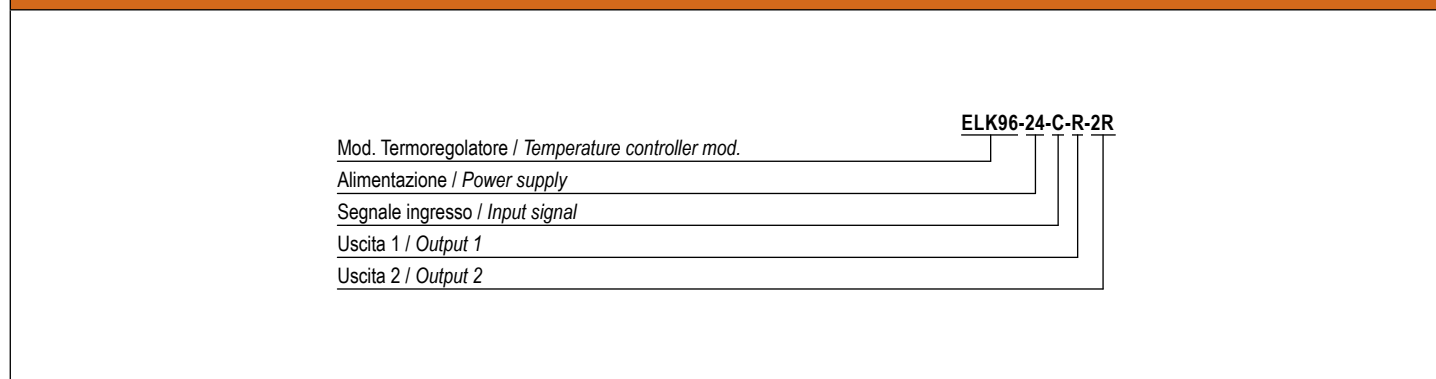 ELK96-24-C-R-2R
Mod. Termoregolatore / Temperature controller mod.
Alimentazione / Power supply
Segnale ingresso / Input signal
Uscita 1 / Output 1
Uscita 2 / Output 2